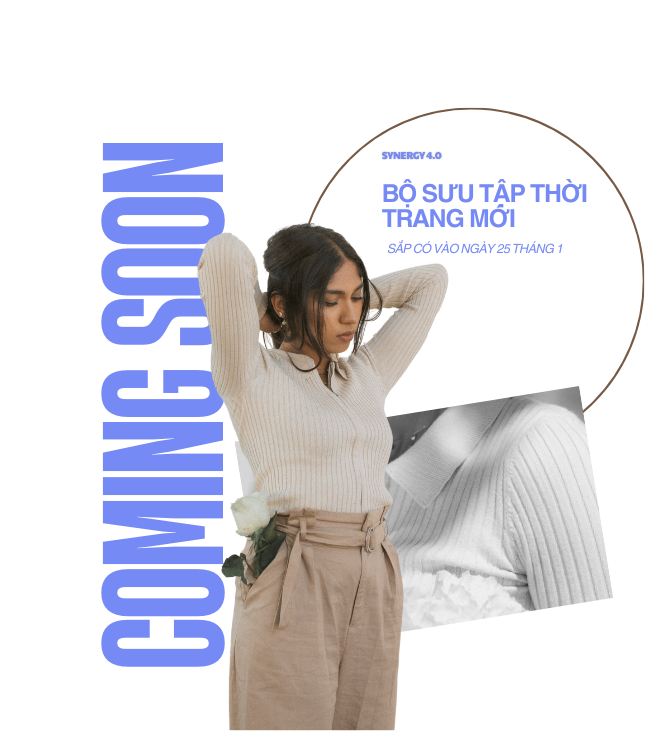 COMING SOON
SYNERGY 4.0
BỘ SƯU TẬP THỜI
TRANG MỚI
SẮP CÓ VÀO NGÀY 25 THÁNG 1